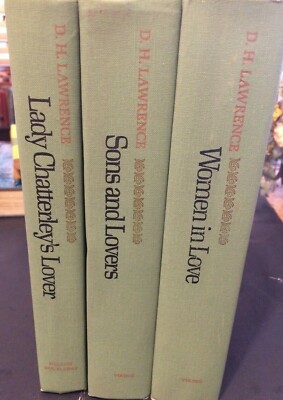 D. H. LAWRENCE
Lady Chatterley's Lover
D. H. LAWRENCE
Sons and Lovers
D. H. LAWRENCE
Women in Love